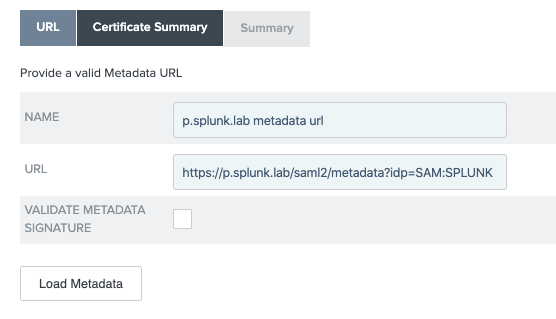 URL
Certificate Summary
Summary
Provide a valid Metadata URL
NAME
p.splunk.lab metadata url
URL
https://p.splunk.lab/saml2/metadata?idp=SAM:SPLUNK
VALIDATE METADATA
SIGNATURE
Load Metadata